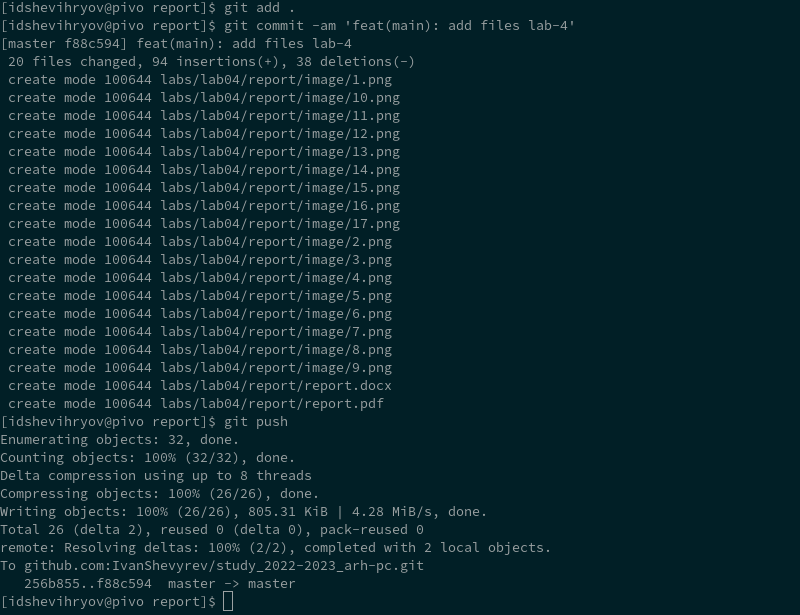 [idshevihryov@pivo report]$ git add .
[idshevihryov@pivo report]$ git commit -am 'feat(main): add files lab-4'
[master f88c594] feat(main): add files lab-4
 20 files changed, 94 insertions(+), 38 deletions(-)
 create mode 100644 labs/lab04/report/image/1.png
 create mode 100644 labs/lab04/report/image/10.png
 create mode 100644 labs/lab04/report/image/11.png
 create mode 100644 labs/lab04/report/image/12.png
 create mode 100644 labs/lab04/report/image/13.png
 create mode 100644 labs/lab04/report/image/14.png
 create mode 100644 labs/lab04/report/image/15.png
 create mode 100644 labs/lab04/report/image/16.png
 create mode 100644 labs/lab04/report/image/17.png
 create mode 100644 labs/lab04/report/image/2.png
 create mode 100644 labs/lab04/report/image/3.png
 create mode 100644 labs/lab04/report/image/4.png
 create mode 100644 labs/lab04/report/image/5.png
 create mode 100644 labs/lab04/report/image/6.png
 create mode 100644 labs/lab04/report/image/7.png
 create mode 100644 labs/lab04/report/image/8.png
 create mode 100644 labs/lab04/report/image/9.png
 create mode 100644 labs/lab04/report/report.docx
 create mode 100644 labs/lab04/report/report.pdf
[idshevihryov@pivo report]$ git push
Enumerating objects: 32, done.
Counting objects: 100% (32/32), done.
Delta compression using up to 8 threads
Compressing objects: 100% (26/26), done.
Writing objects: 100% (26/26), 805.31 KiB | 4.28 MiB/s, done.
Total 26 (delta 2), reused 0 (delta 0), pack-reused 0
remote: Resolving deltas: 100% (2/2), completed with 2 local objects.
To github.com:IvanShevyrev/study_2022-2023_arh-pc.git
   256b855..f88c594  master -> master
[idshevihryov@pivo report]$